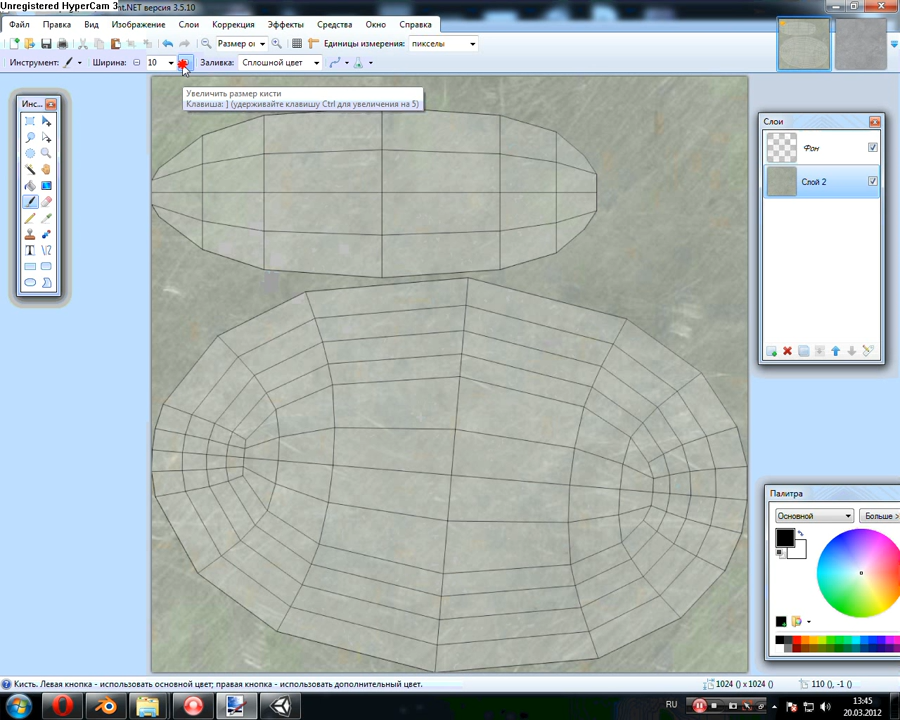 Unregistered HyperCam 3
nt.NET версия 3.5.10
Файл Правка Вид Изображение Слои Коррекция Эффекты Средства Окно Справка
Размер о Единицы измерения: пикселы
Инструмент: Ширина: 10 Заливка: Сплошной цвет
Увеличить размер кисти
Клавиша: ] (удерживайте клавишу Ctrl для увеличения на 5)
Инс...
Слои
Фон
Слой 2
Палитра
Основной Больше >
Кисть. Левая кнопка - использовать основной цвет; правая кнопка - использовать дополнительный цвет.
1024 () x 1024 () 110 (), -1 ()
RU 13:45
20.03.2012